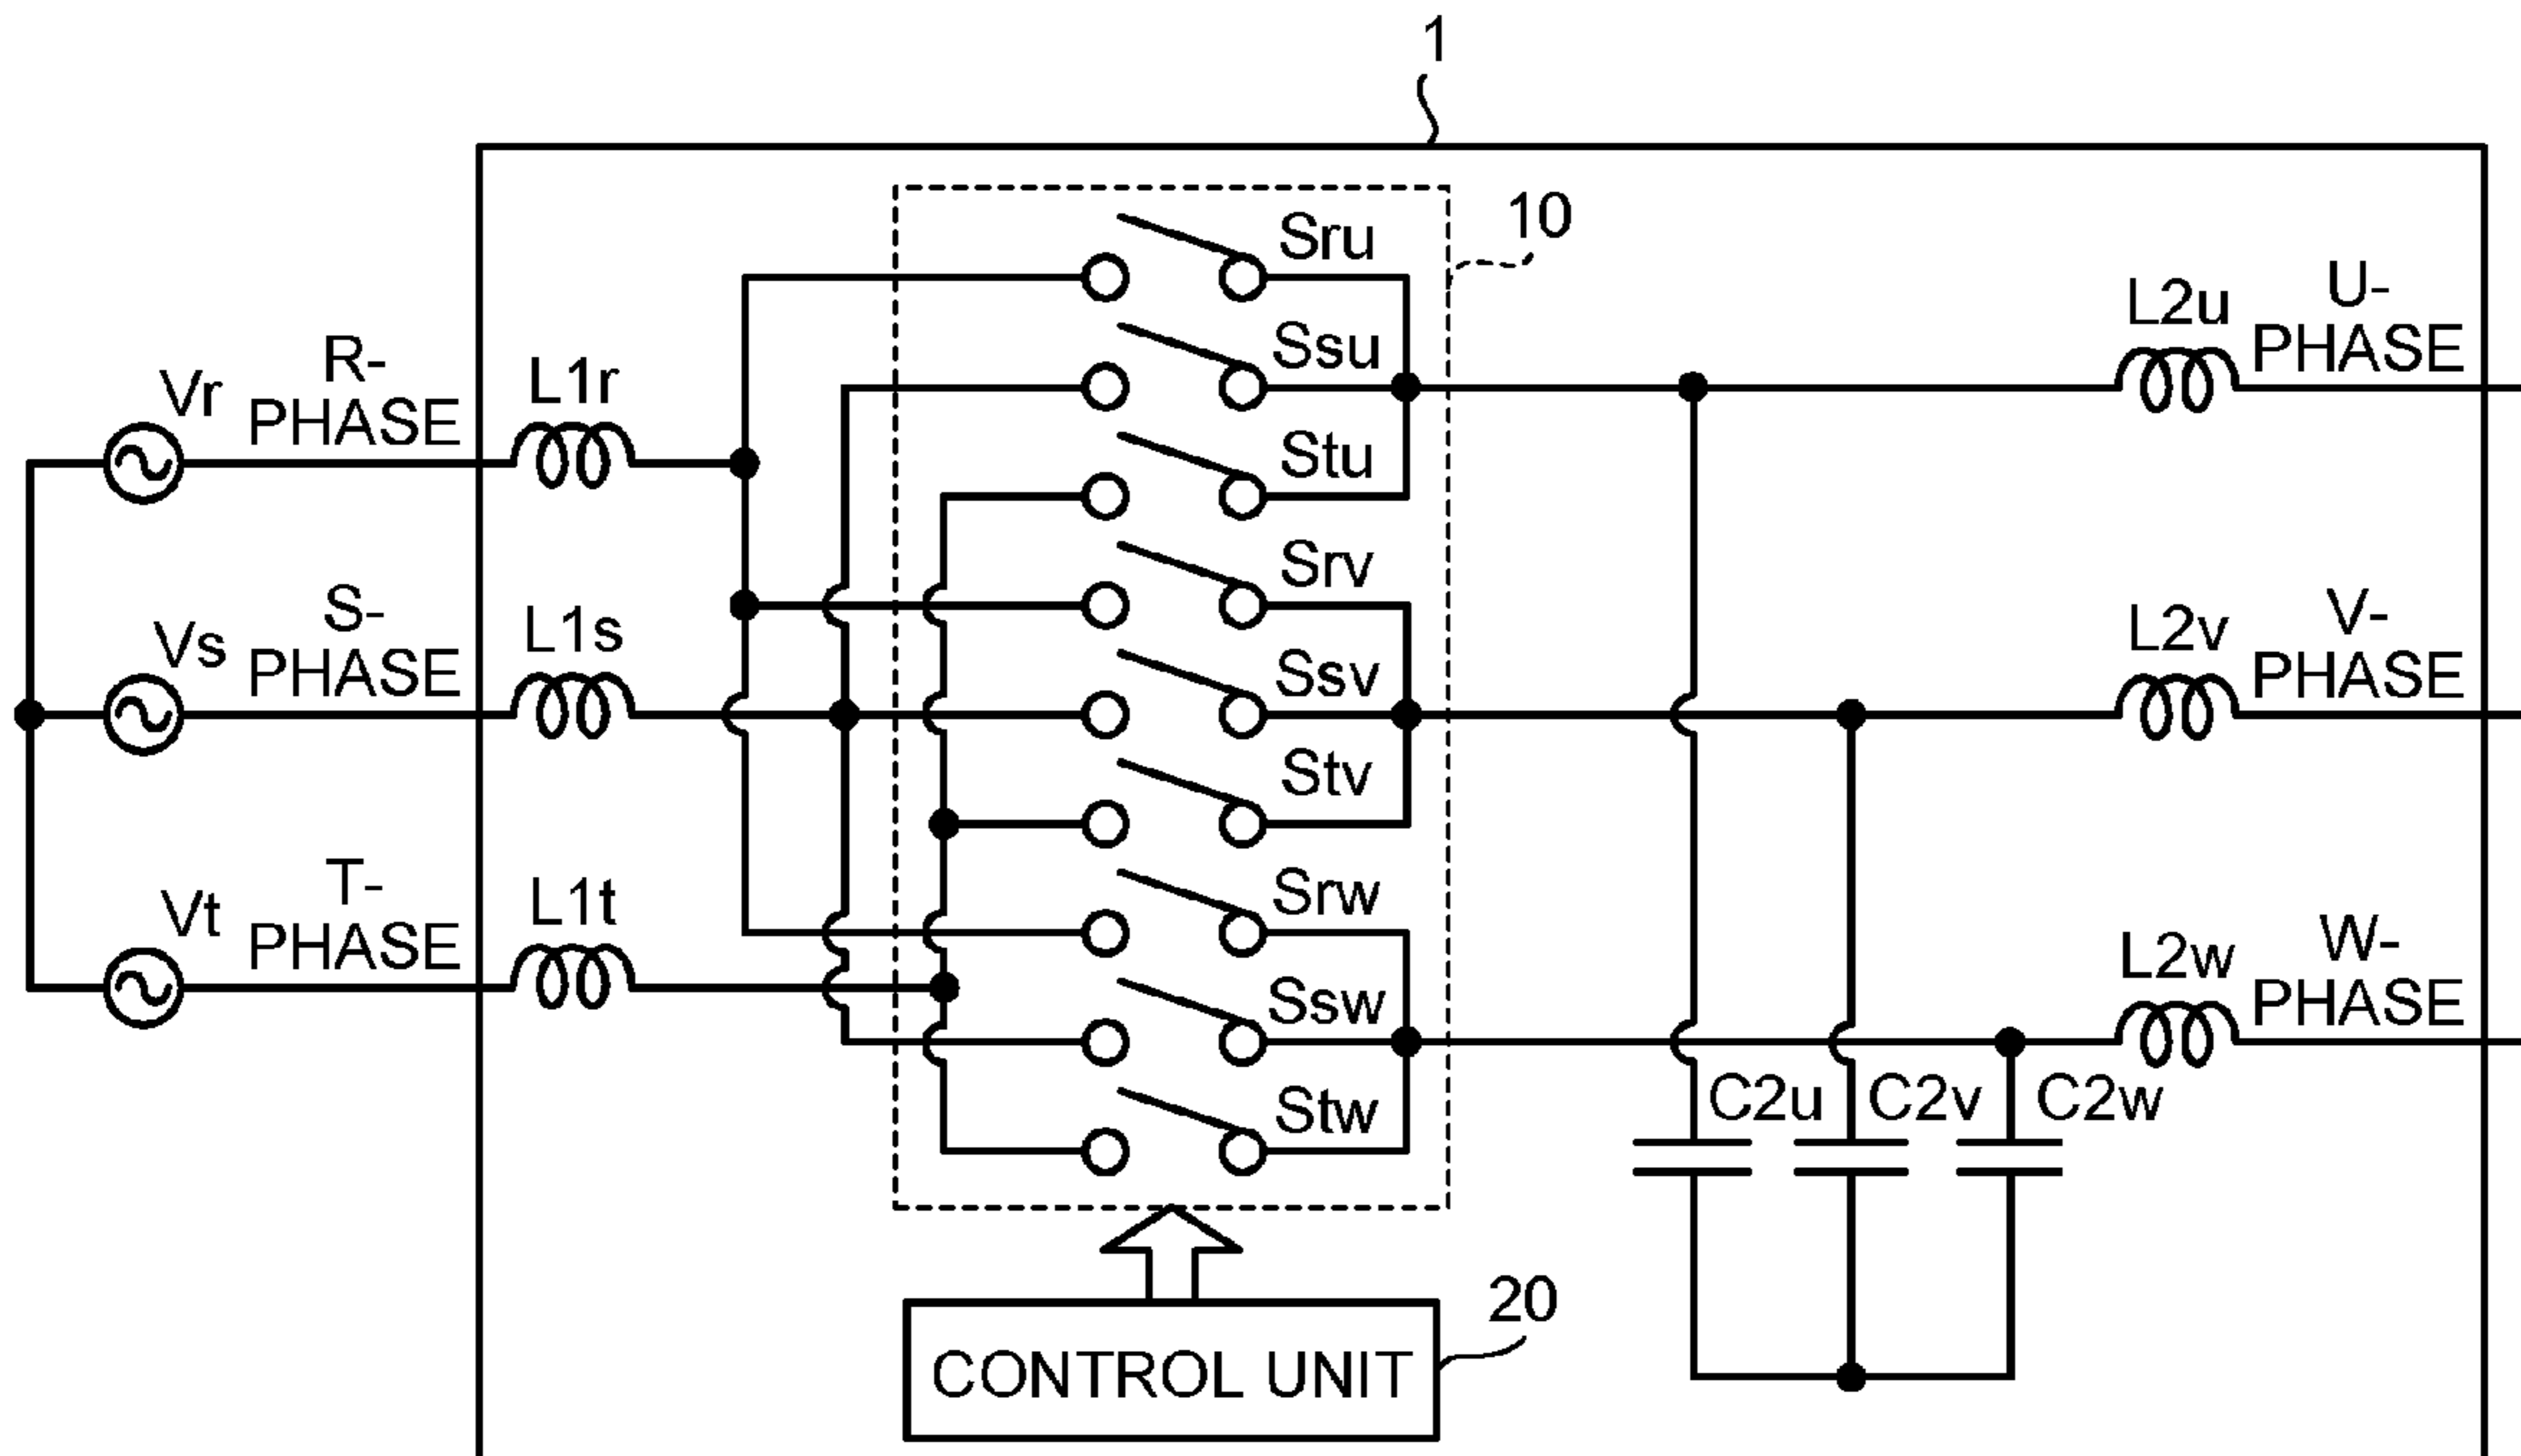 1
10
Sru
Ssu
Stu
Srv
Ssv
Stv
Srw
Ssw
Stw
Vr
R-
PHASE
L1r
Vs
S-
PHASE
L1s
Vt
T-
PHASE
L1t
L2u
U-
PHASE
L2v
V-
PHASE
L2w
W-
PHASE
C2u
C2v
C2w
20
CONTROL UNIT